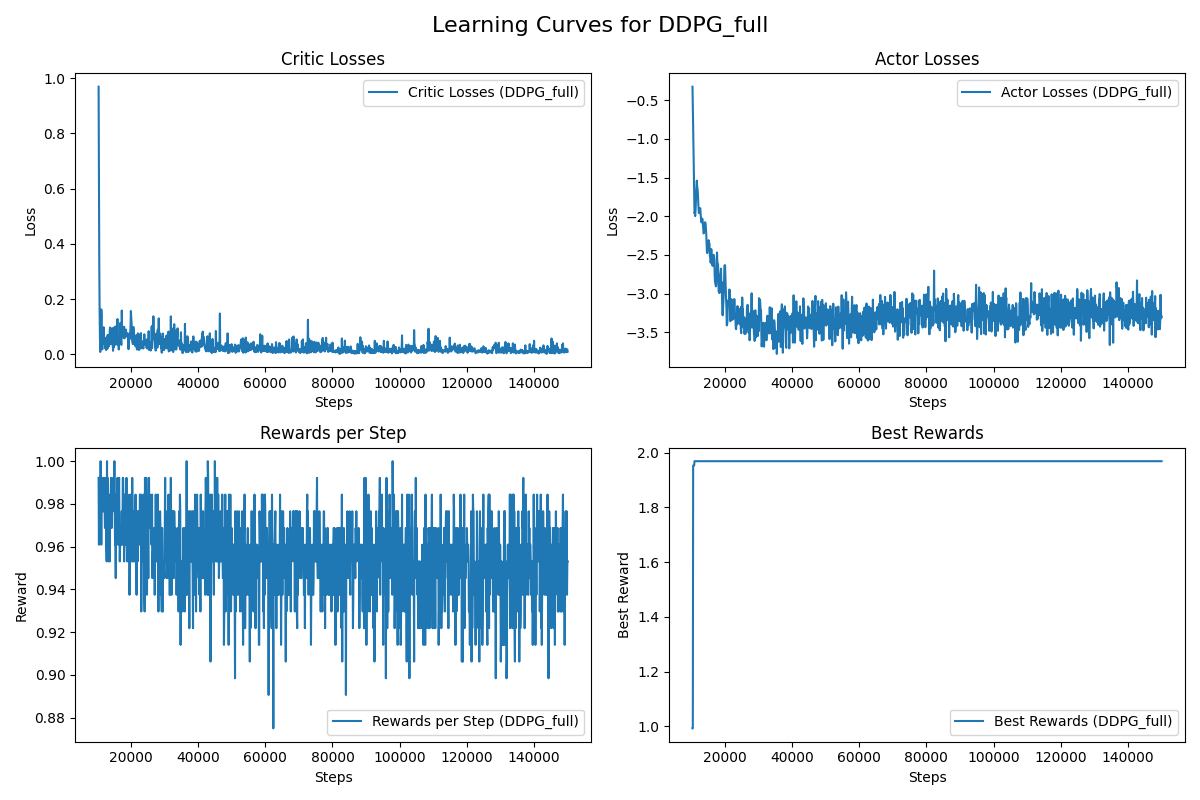 Learning Curves for DDPG_full
Critic Losses
Critic Losses (DDPG_full)
Loss
1.0
0.8
0.6
0.4
0.2
0.0
20000 40000 60000 80000 100000 120000 140000
Steps
Actor Losses
Actor Losses (DDPG_full)
Loss
−0.5
−1.0
−1.5
−2.0
−2.5
−3.0
−3.5
20000 40000 60000 80000 100000 120000 140000
Steps
Rewards per Step
Reward
1.00
0.98
0.96
0.94
0.92
0.90
0.88
Rewards per Step (DDPG_full)
20000 40000 60000 80000 100000 120000 140000
Steps
Best Rewards
Best Reward
2.0
1.8
1.6
1.4
1.2
1.0
Best Rewards (DDPG_full)
20000 40000 60000 80000 100000 120000 140000
Steps